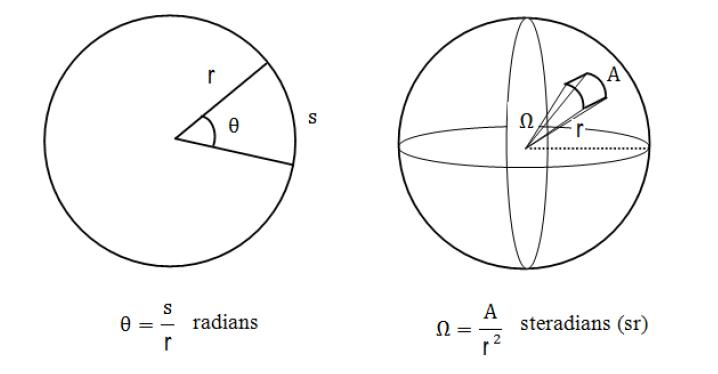 r
θ
s
A
Ω
r
θ = s/r radians
Ω = A/r² steradians (sr)